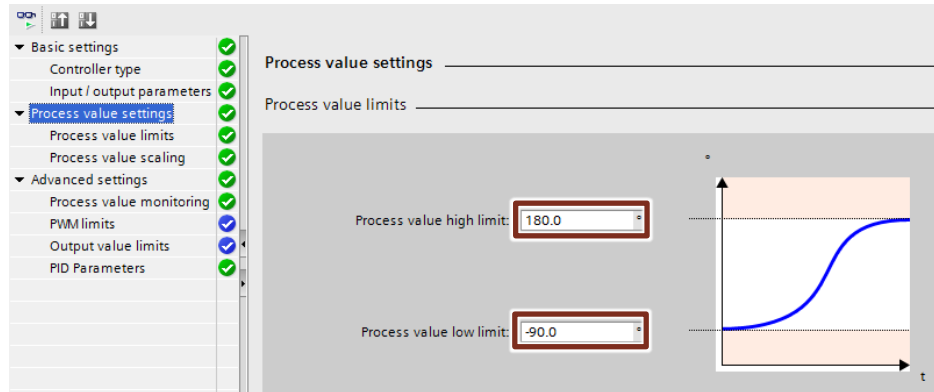 Basic settings
Controller type
Input / output parameters
Process value settings
Process value limits
Process value scaling
Advanced settings
Process value monitoring
PWM limits
Output value limits
PID Parameters
Process value settings
Process value limits
°
Process value high limit: 180.0 °
Process value low limit: -90.0 °
t